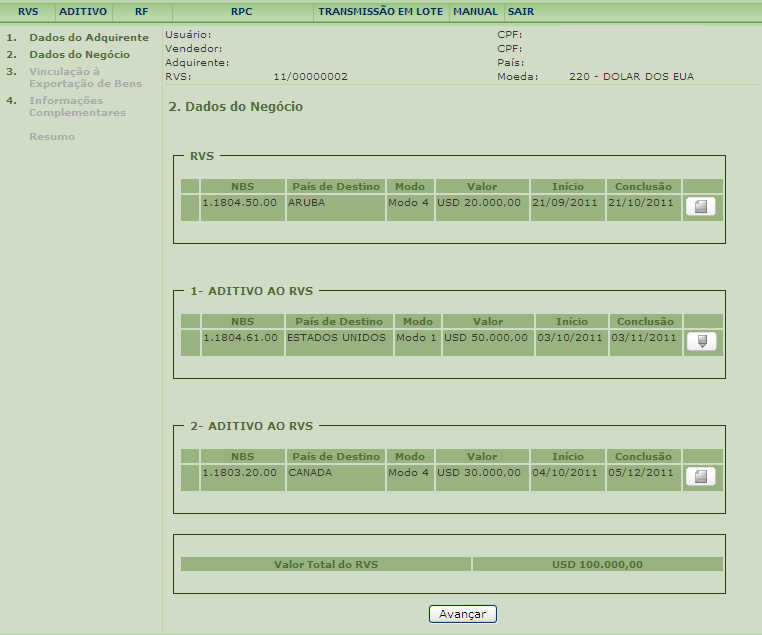 RVS ADITIVO RF RPC TRANSMISSÃO EM LOTE MANUAL SAIR
1. Dados do Adquirente
2. Dados do Negócio
3. Vinculação à
Exportação de Bens
4. Informações
Complementares
Resumo
Usuário: CPF:
Vendedor: CPF:
Adquirente: País:
RVS: 11/00000002 Moeda: 220 - DOLAR DOS EUA
2. Dados do Negócio
RVS
NBS País de Destino Modo Valor Início Conclusão
1.1804.50.00 ARUBA Modo 4 USD 20.000,00 21/09/2011 21/10/2011
1- ADITIVO AO RVS
NBS País de Destino Modo Valor Início Conclusão
1.1804.61.00 ESTADOS UNIDOS Modo 1 USD 50.000,00 03/10/2011 03/11/2011
2- ADITIVO AO RVS
NBS País de Destino Modo Valor Início Conclusão
1.1803.20.00 CANADA Modo 4 USD 30.000,00 04/10/2011 05/12/2011
Valor Total do RVS USD 100.000,00
Avançar